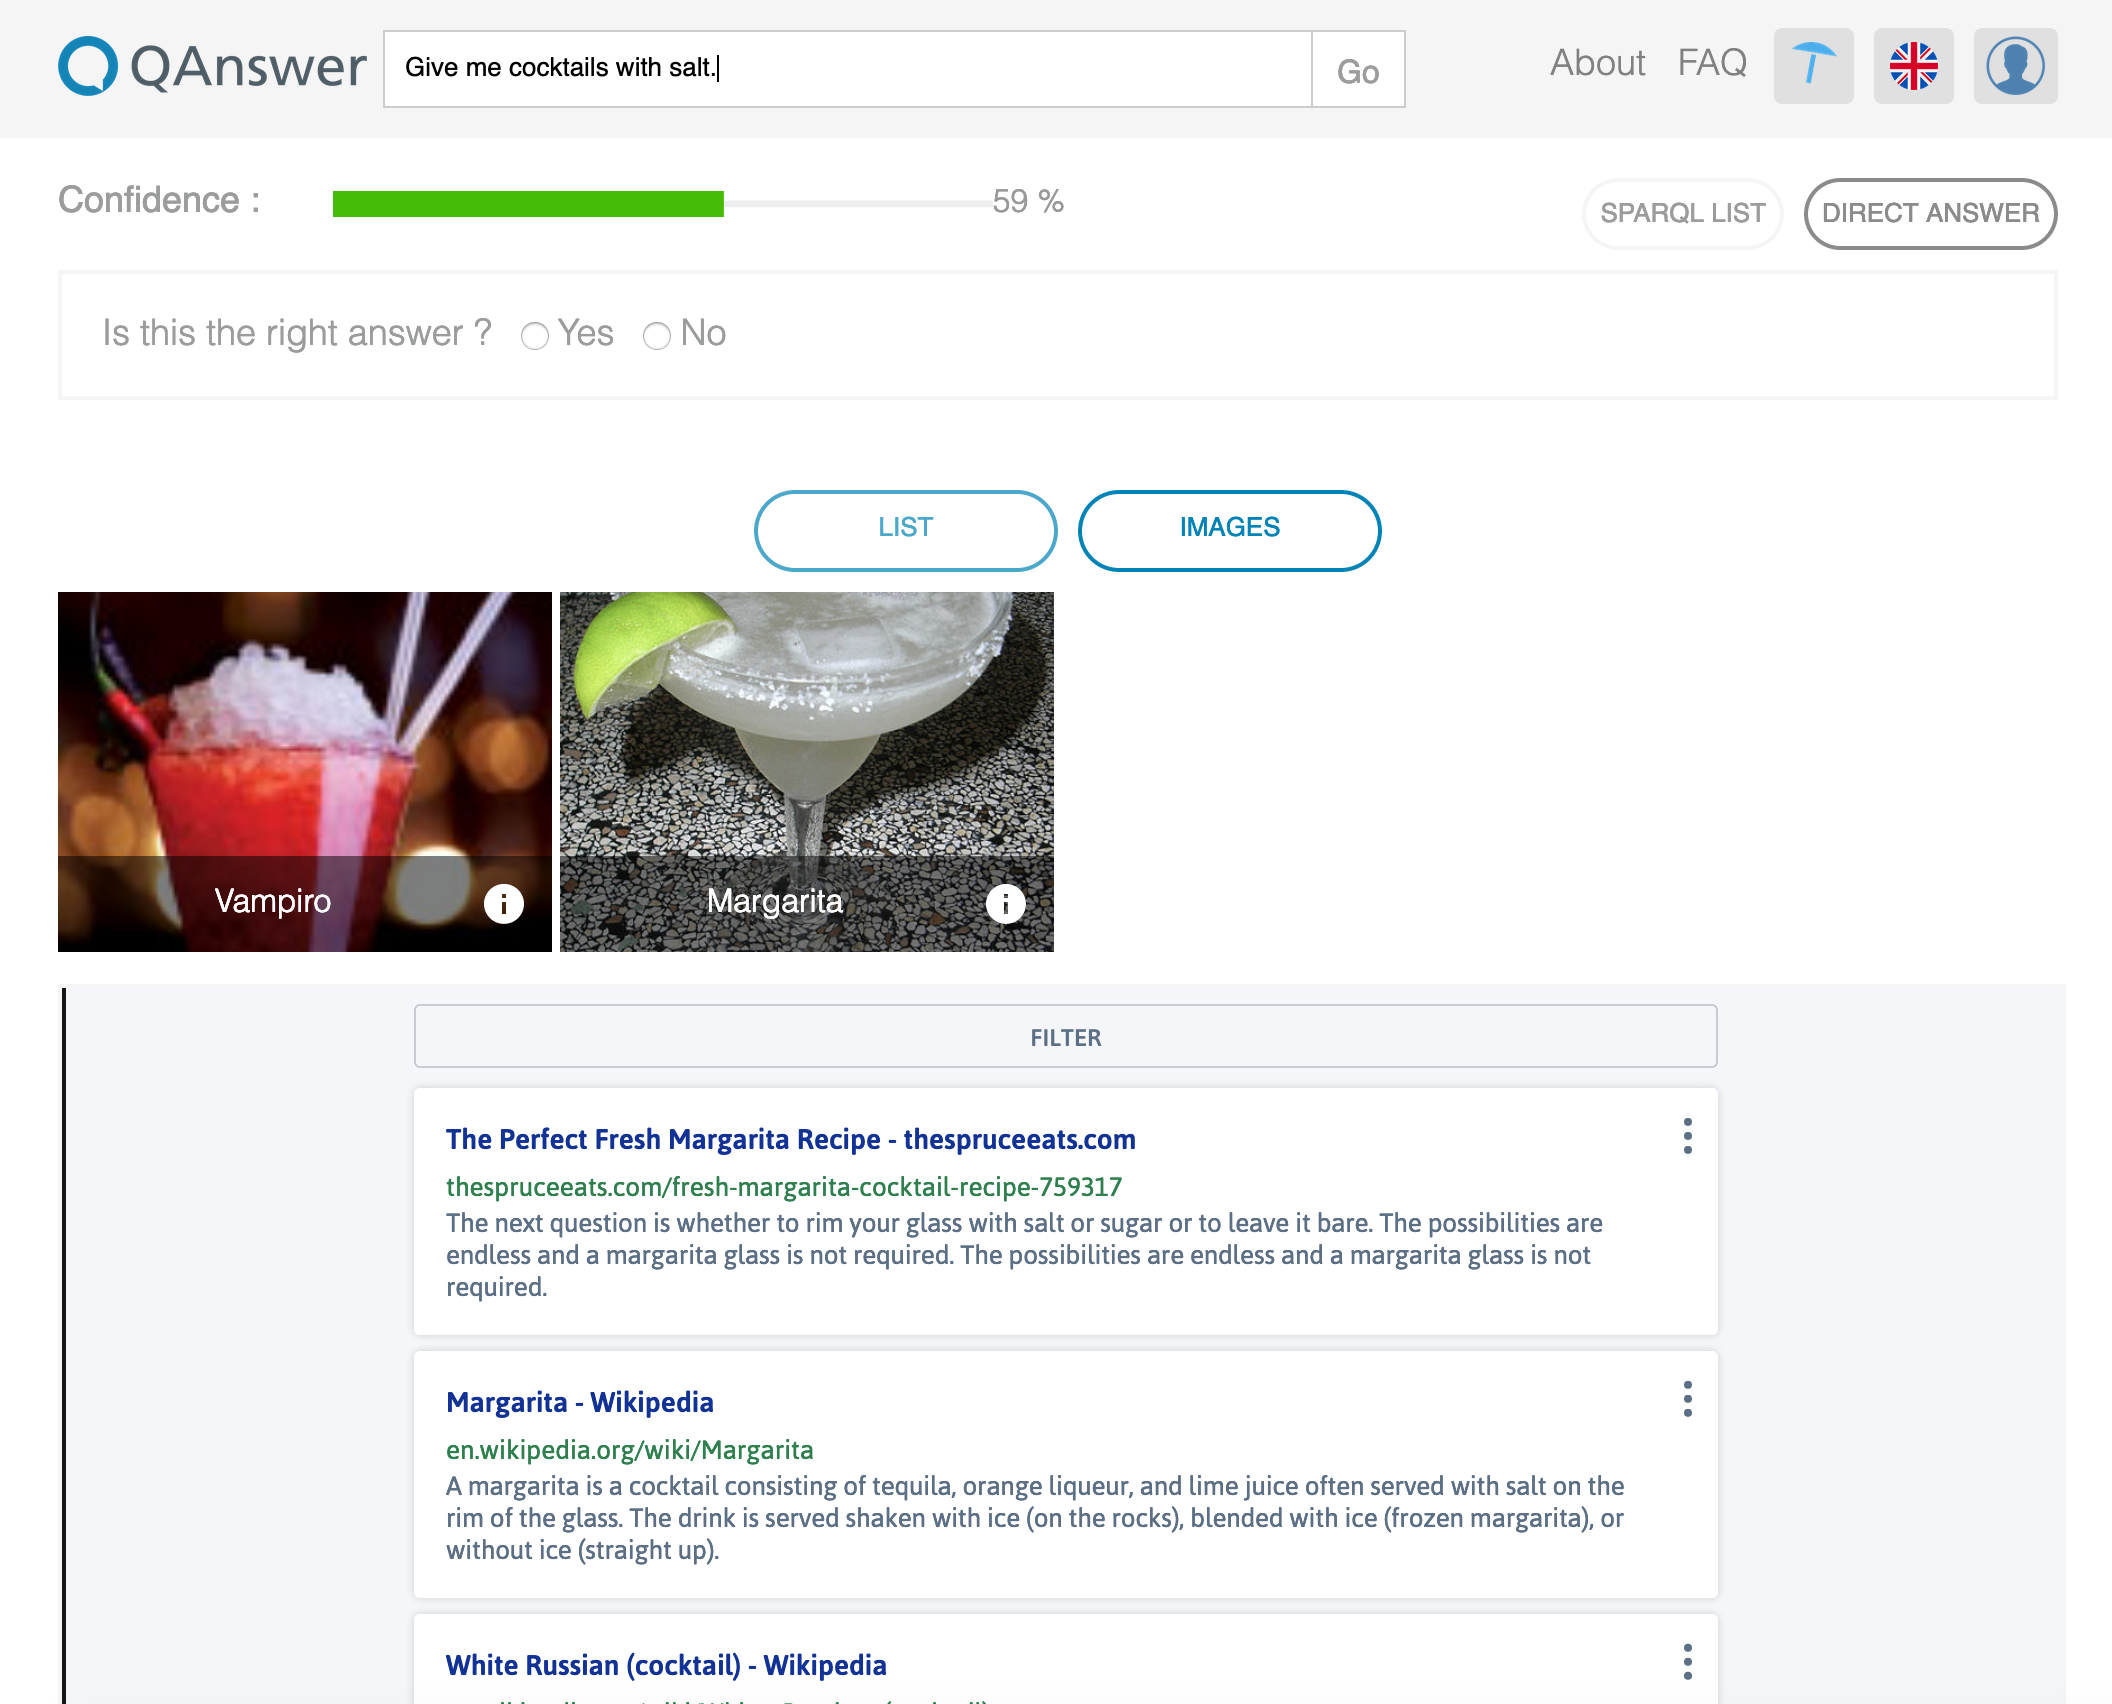 QAnswer
Give me cocktails with salt.
Go
About
FAQ
Confidence :
59 %
SPARQL LIST
DIRECT ANSWER
Is this the right answer ?
Yes
No
LIST
IMAGES
Vampiro
i
Margarita
i
FILTER
The Perfect Fresh Margarita Recipe - thespruceeats.com
thespruceeats.com/fresh-margarita-cocktail-recipe-759317
The next question is whether to rim your glass with salt or sugar or to leave it bare. The possibilities are
endless and a margarita glass is not required. The possibilities are endless and a margarita glass is not
required.
Margarita - Wikipedia
en.wikipedia.org/wiki/Margarita
A margarita is a cocktail consisting of tequila, orange liqueur, and lime juice often served with salt on the
rim of the glass. The drink is served shaken with ice (on the rocks), blended with ice (frozen margarita), or
without ice (straight up).
White Russian (cocktail) - Wikipedia